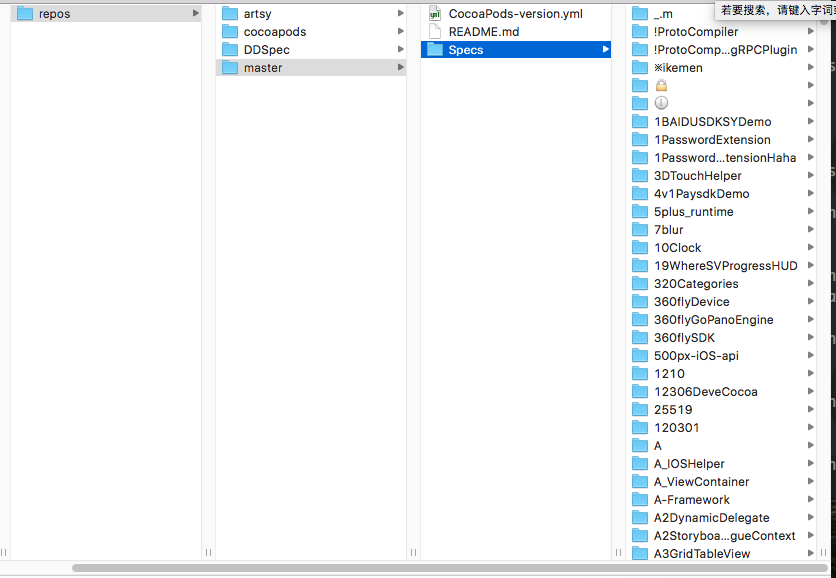 repos
artsy
cocoapods
DDSpec
master
CocoaPods-version.yml
README.md
Specs
若要搜索，请键入字词
_.m
!ProtoCompiler
!ProtoComp...gRPCPlugin
※ikemen
🔒
ⓘ
1BAIDUSDKSYDemo
1PasswordExtension
1Password...tensionHaha
3DTouchHelper
4v1PaysdkDemo
5plus_runtime
7blur
10Clock
19WhereSVProgressHUD
320Categories
360flyDevice
360flyGoPanoEngine
360flySDK
500px-iOS-api
1210
12306DeveCocoa
25519
120301
A
A_IOSHelper
A_ViewContainer
A-Framework
A2DynamicDelegate
A2Storyboa...gueContext
A3GridTableView